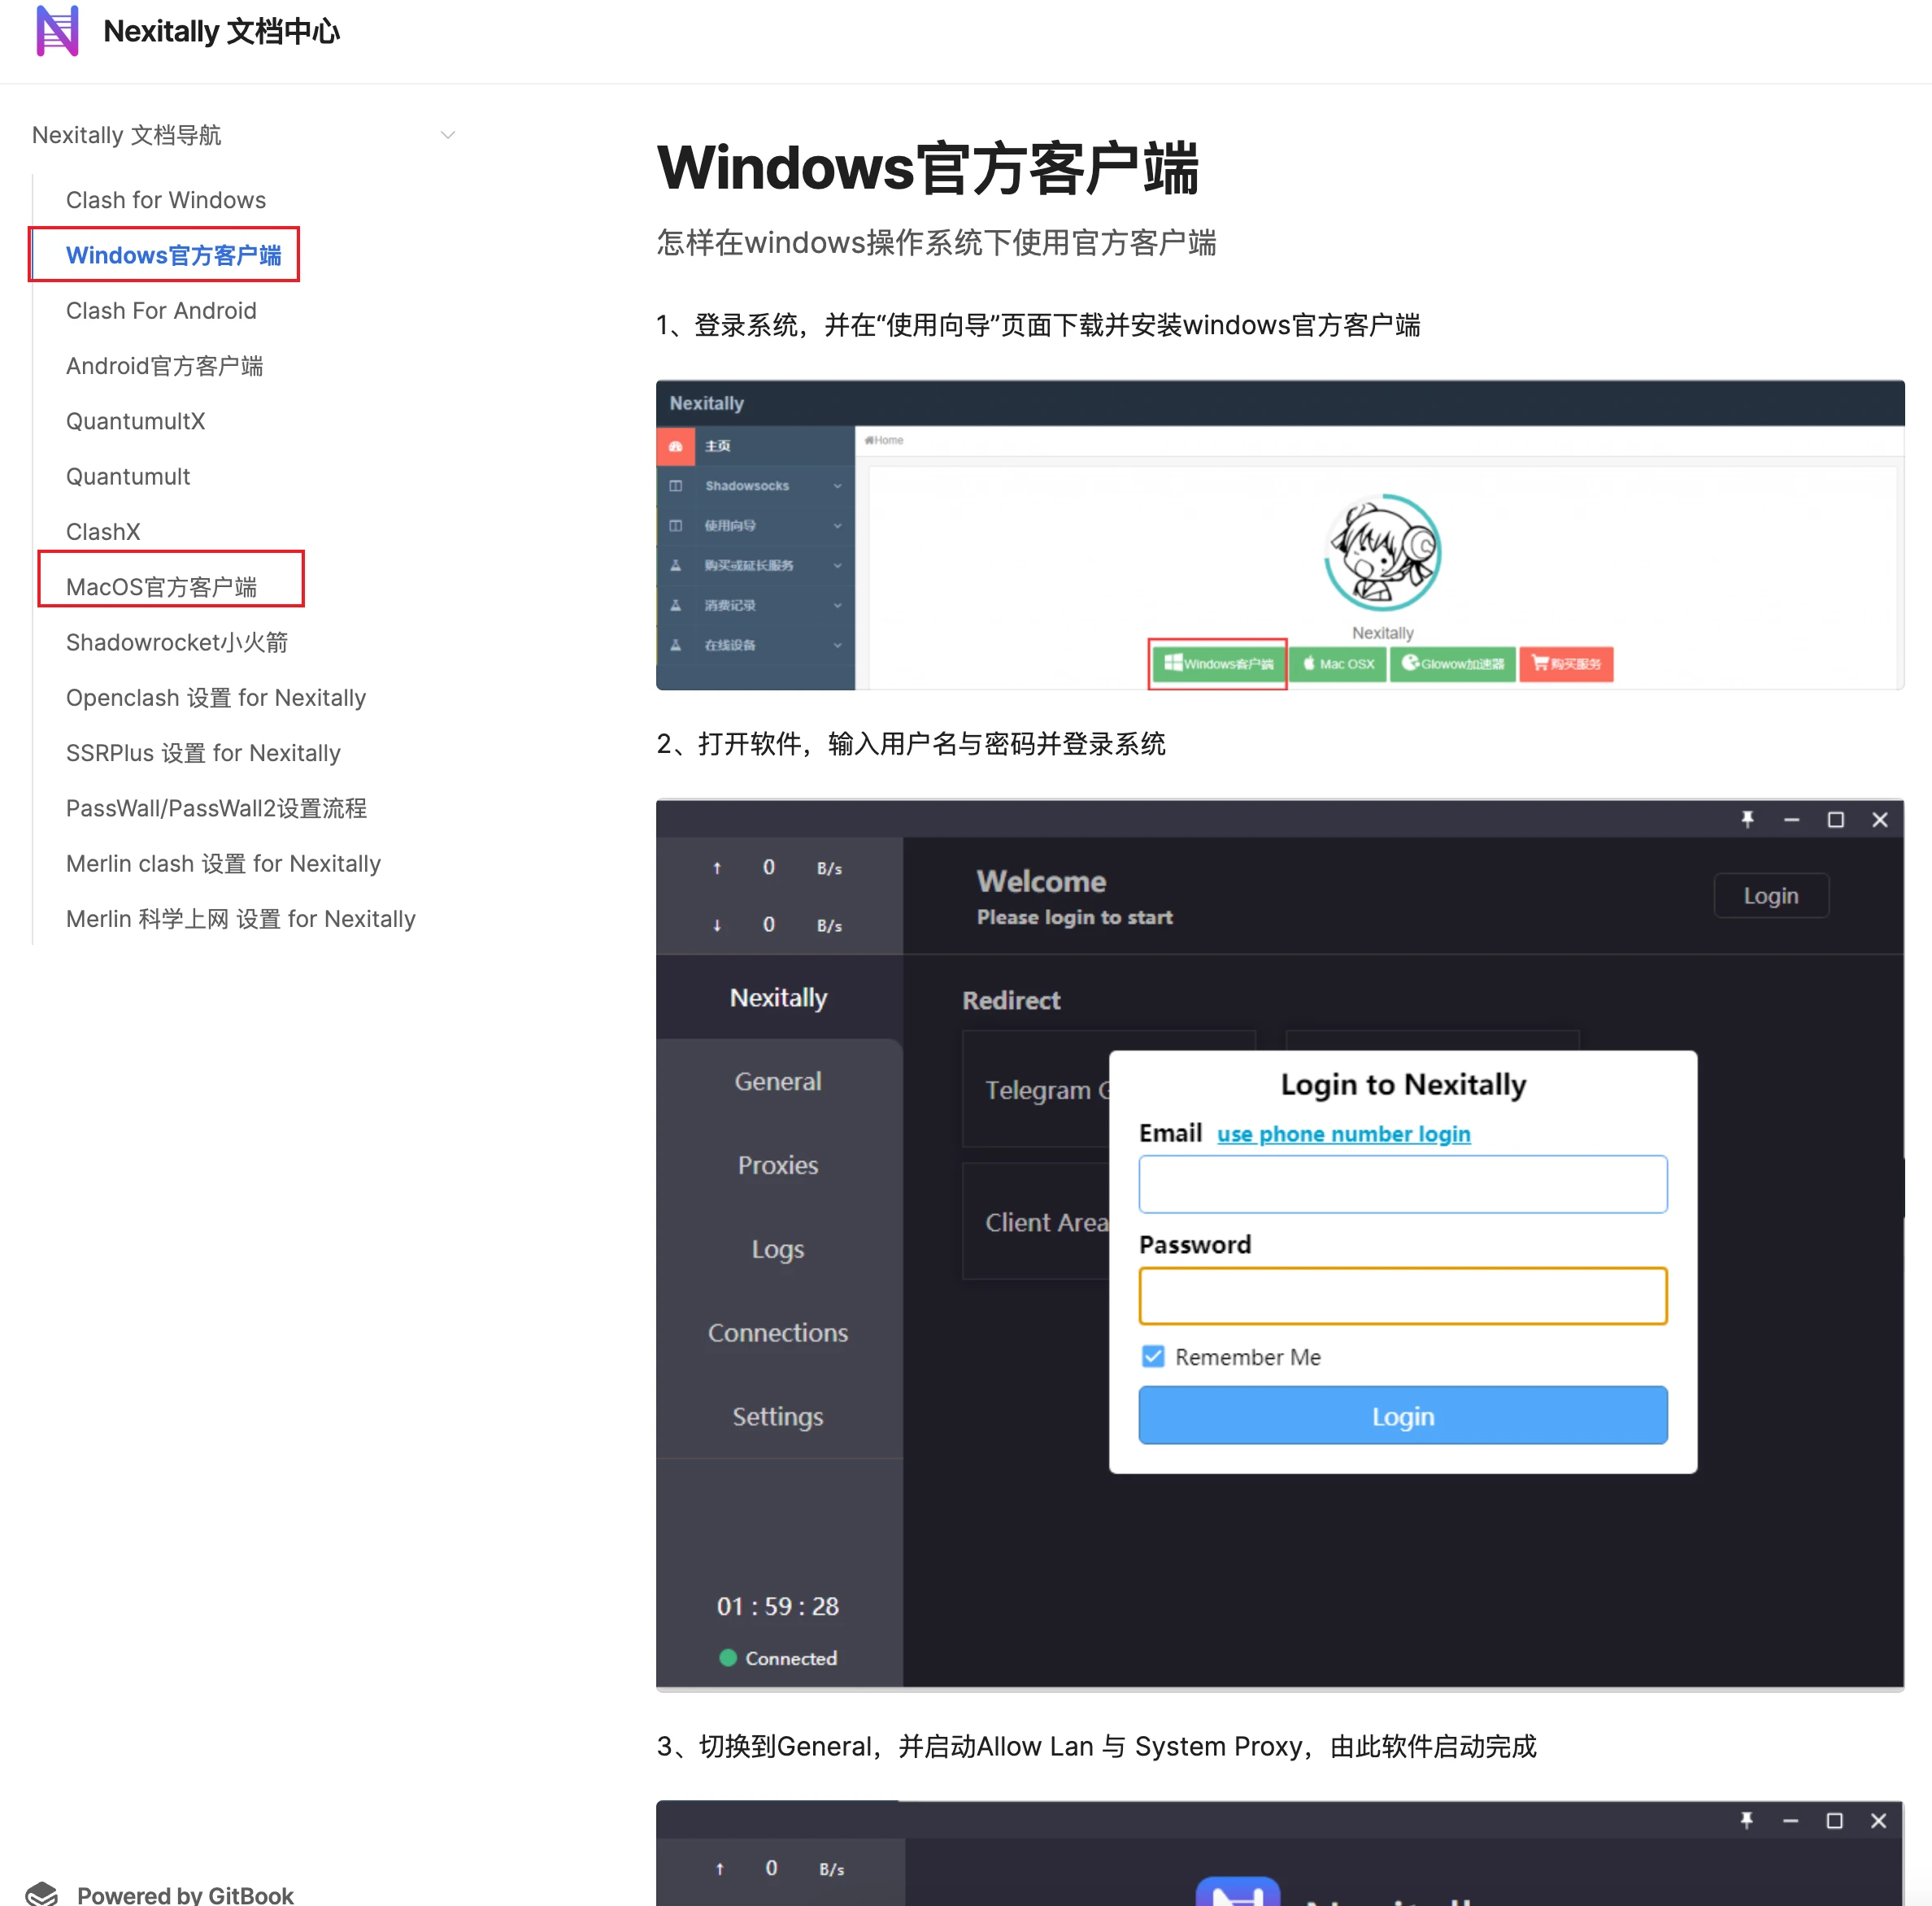 Nexitally 文档中心
Nexitally 文档导航
Clash for Windows
Windows官方客户端
Clash For Android
Android官方客户端
QuantumultX
Quantumult
ClashX
MacOS官方客户端
Shadowrocket小火箭
Openclash 设置 for Nexitally
SSRPlus 设置 for Nexitally
PassWall/PassWall2设置流程
Merlin clash 设置 for Nexitally
Merlin 科学上网 设置 for Nexitally
Powered by GitBook
Windows官方客户端
怎样在windows操作系统下使用官方客户端
1、登录系统，并在“使用向导”页面下载并安装windows官方客户端
Nexitally
主页
Shadowsocks
使用向导
购买或延长服务
消费记录
在线设备
Home
Nexitally
Windows客户端 Mac OSX Glowow加速器 购买服务
2、打开软件，输入用户名与密码并登录系统
↑ 0 B/s
↓ 0 B/s
Nexitally
General
Proxies
Logs
Connections
Settings
01 : 59 : 28
Connected
Welcome
Please login to start
Login
Redirect
Telegram
Client Area
Login to Nexitally
Email use phone number login
Password
Remember Me
Login
3、切换到General，并启动Allow Lan 与 System Proxy，由此软件启动完成
↑ 0 B/s